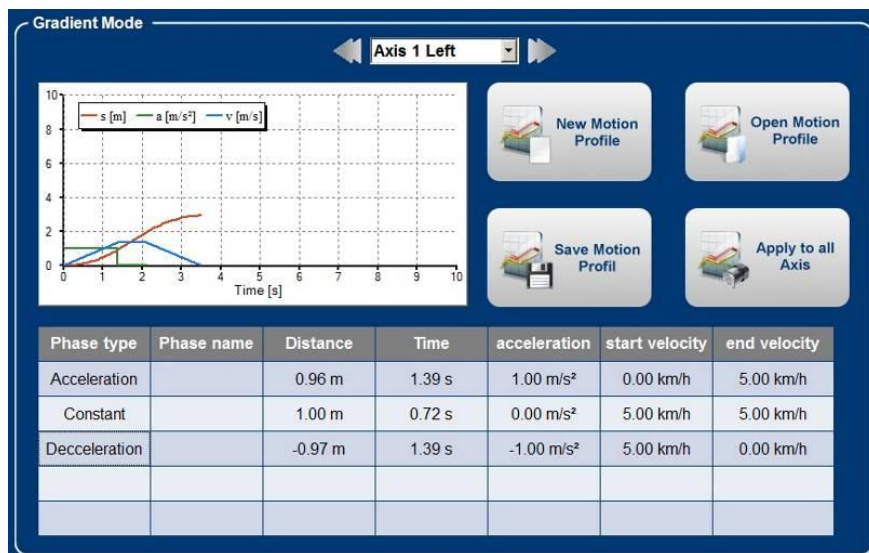 Gradient Mode
Axis 1 Left
s [m] a [m/s²] v [m/s]
10
8
6
4
2
0
0 1 2 3 4 5 6 7 8 9 10
Time [s]
New Motion
Profile
Open Motion
Profile
Save Motion
Profil
Apply to all
Axis
Phase type Phase name Distance Time acceleration start velocity end velocity
Acceleration 0.96 m 1.39 s 1.00 m/s² 0.00 km/h 5.00 km/h
Constant 1.00 m 0.72 s 0.00 m/s² 5.00 km/h 5.00 km/h
Decceleration -0.97 m 1.39 s -1.00 m/s² 5.00 km/h 0.00 km/h